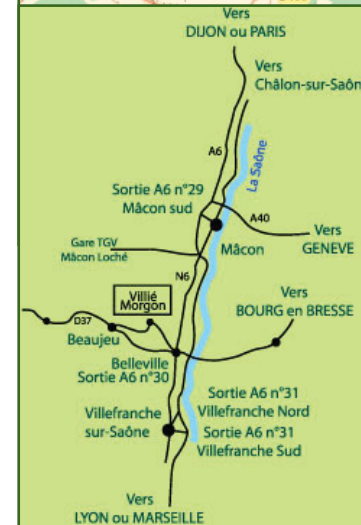 Vers
DIJON ou PARIS
Vers
Châlon-sur-Saôn
A6
La Saône
Sortie A6 n°29
Mâcon sud
A40
Vers
GENEVE
Gare TGV
Mâcon Loché
Mâcon
N6
Vers
BOURG en BRESSE
Villié
Morgon
D37
Beaujeu
Belleville
Sortie A6 n°30
Sortie A6 n°31
Villefranche Nord
Villefranche
sur-Saône
Sortie A6 n°31
Villefranche Sud
Vers
LYON ou MARSEILLE